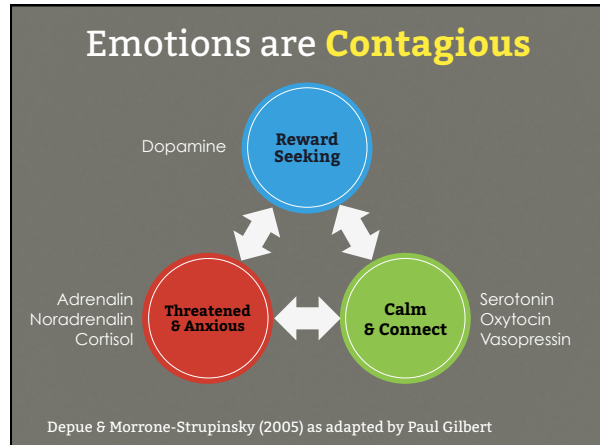 Emotions are Contagious
Dopamine
Reward
Seeking
Adrenalin
Noradrenalin
Cortisol
Threatened
& Anxious
Calm
& Connect
Serotonin
Oxytocin
Vasopressin
Depue & Morrone-Strupinsky (2005) as adapted by Paul Gilbert